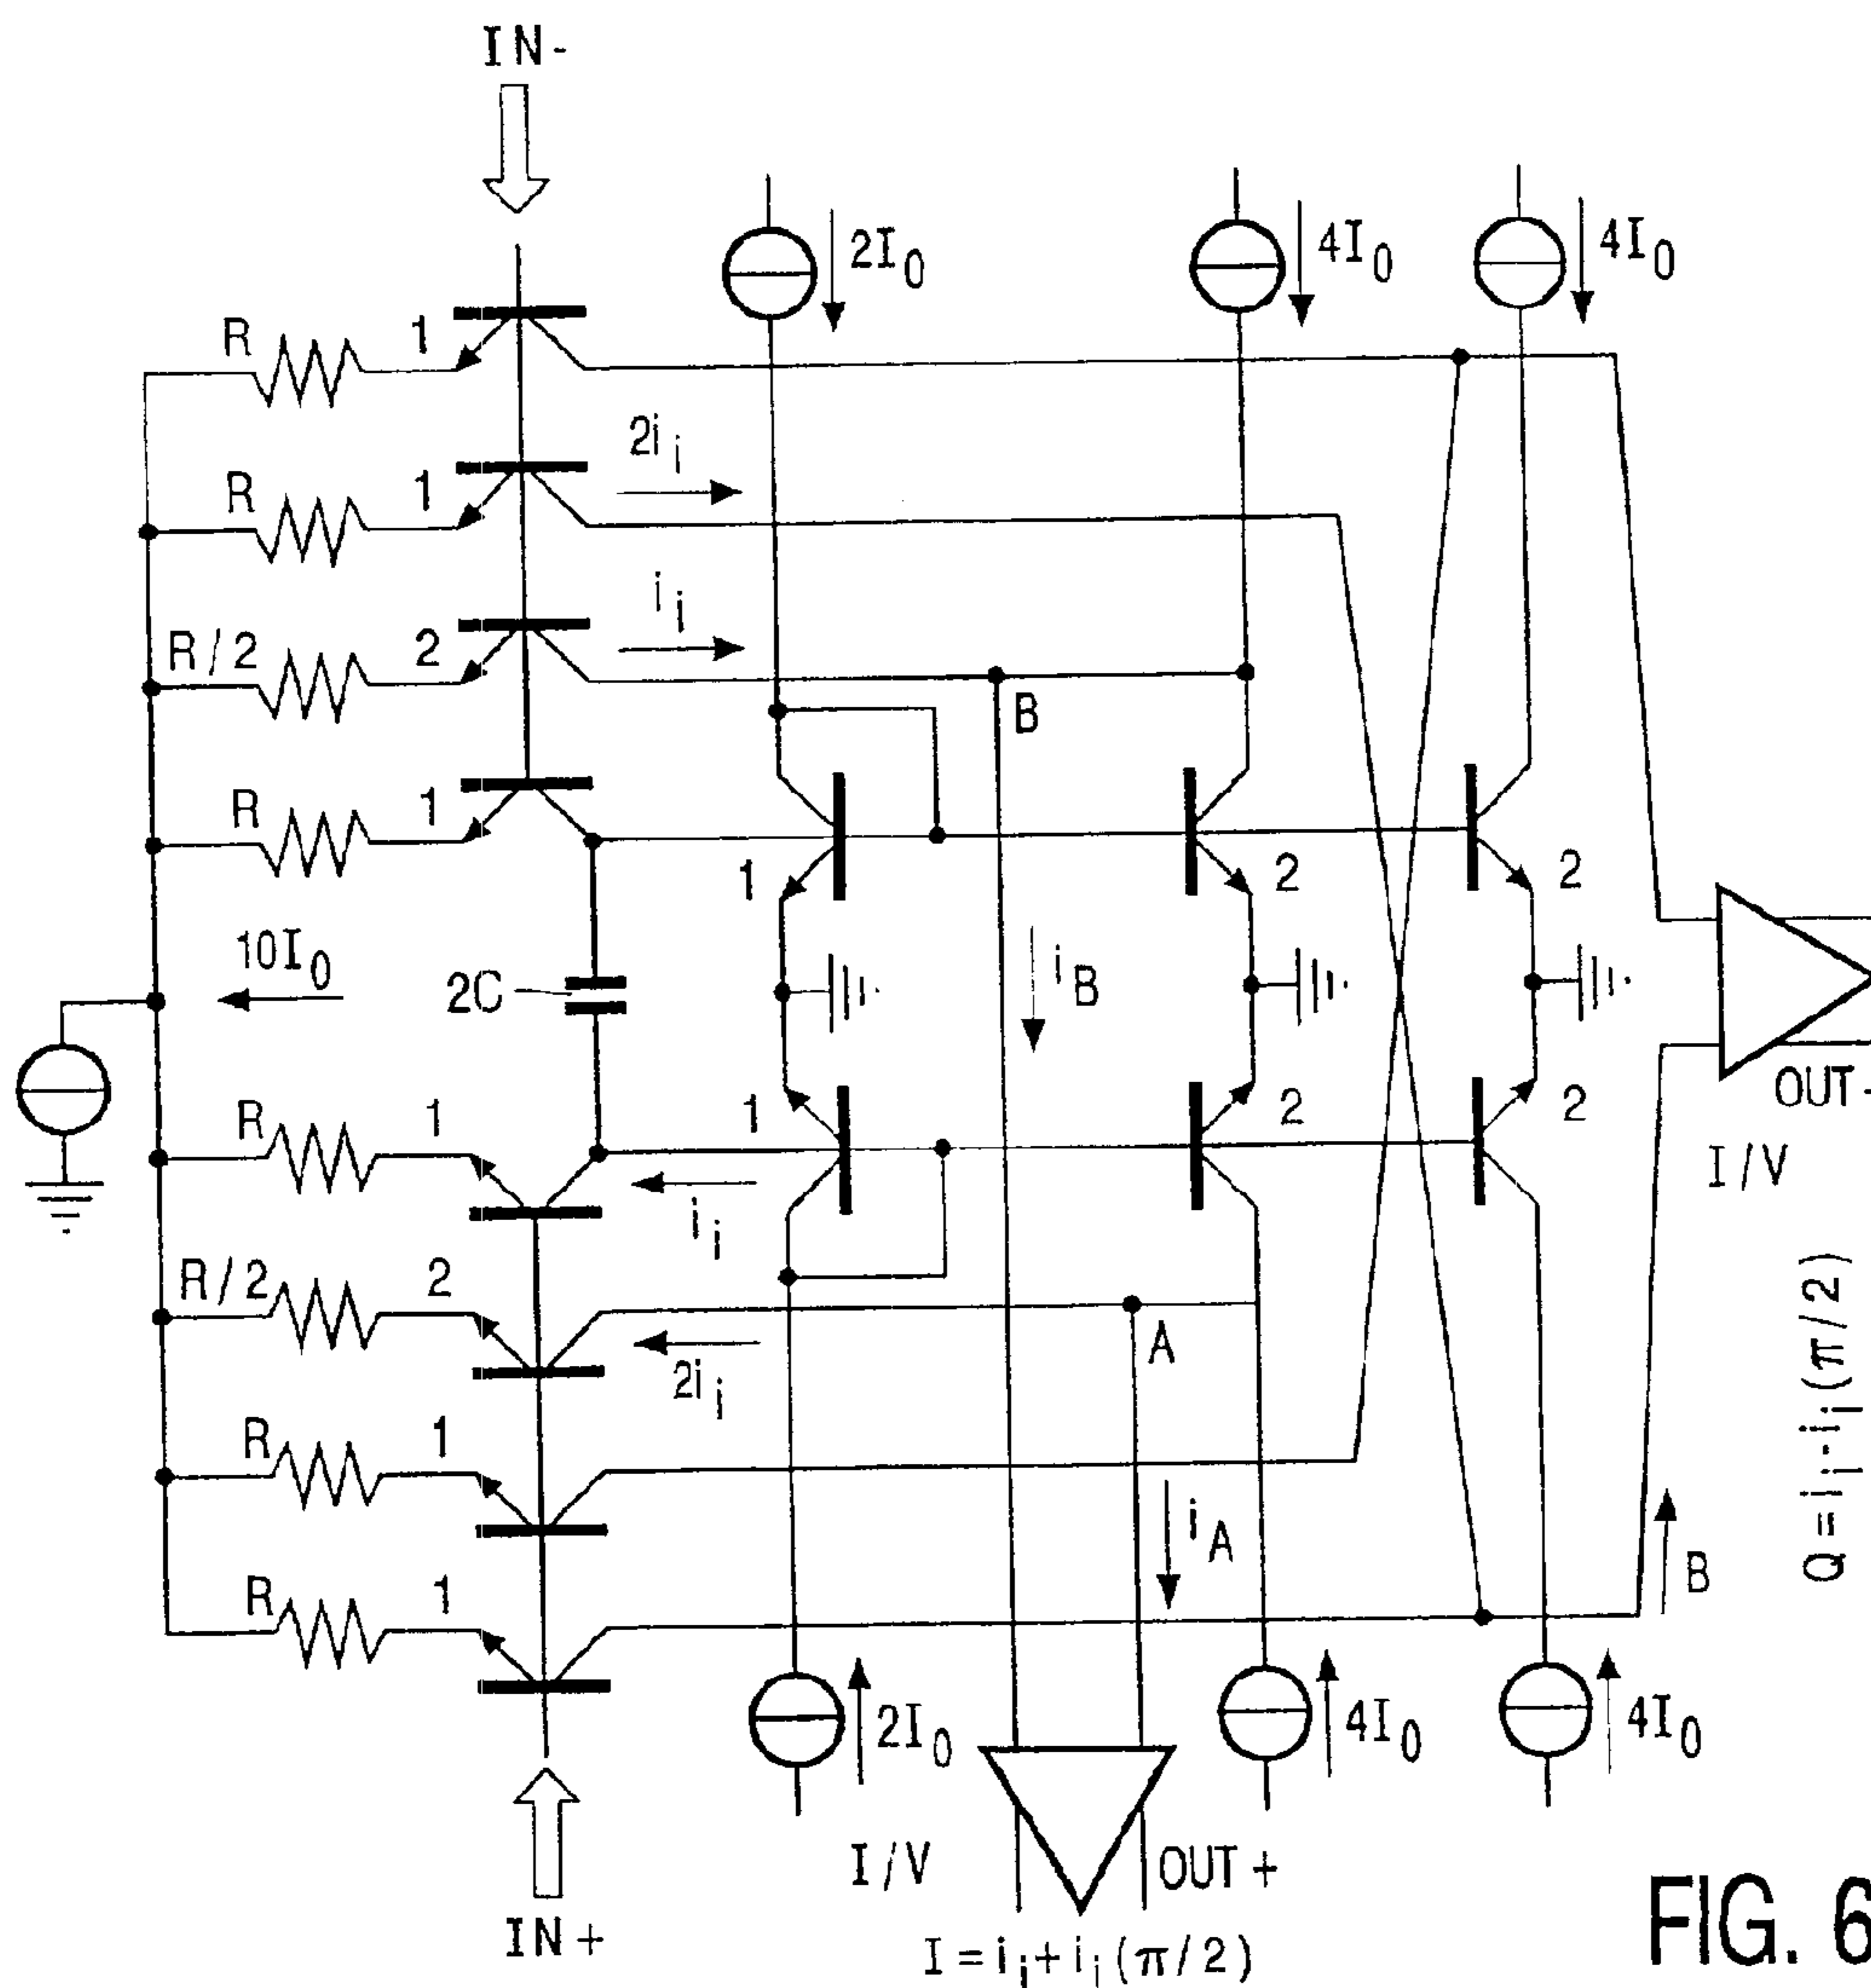 IN-
2I0
4I0
4I0
R
1
2ii
R
1
ii
R/2
2
B
R
1
1
2
2
10I0
2C
iB
R
1
1
2
2
OUT-
I/V
ii
R/2
2
2ii
A
Q=ii-ii(π/2)
R
1
iA
B
R
1
2I0
4I0
4I0
I/V
OUT+
IN+
I=ii+ii(π/2)
FIG. 6